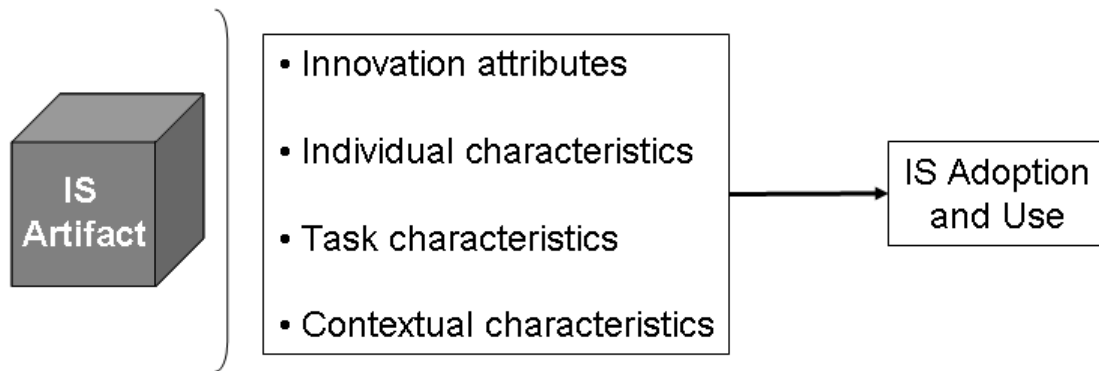 IS
Artifact
• Innovation attributes
• Individual characteristics
• Task characteristics
• Contextual characteristics
IS Adoption
and Use